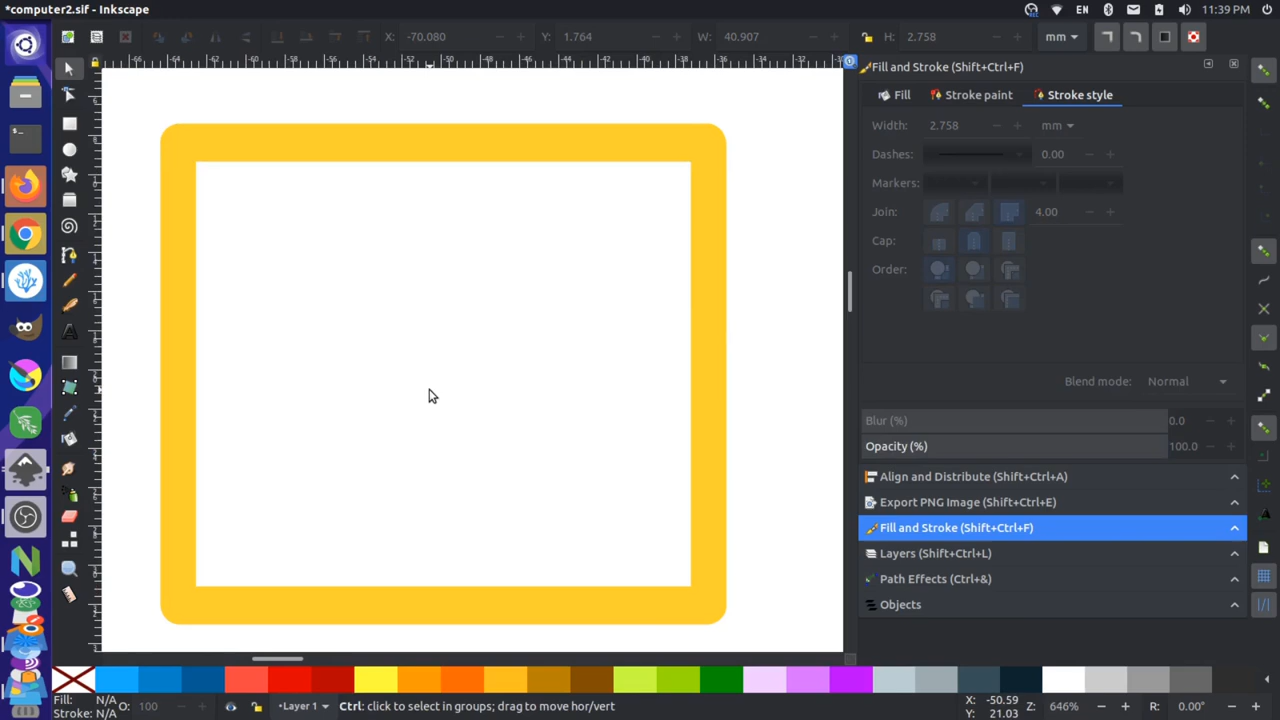 *computer2.sif - Inkscape
EN
11:39 PM
X: -70.080 Y: 1.764 W: 40.907 H: 2.758 mm
Fill and Stroke (Shift+Ctrl+F)
Fill Stroke paint Stroke style
Width: 2.758 mm
Dashes: 0.00
Markers:
Join: 4.00
Cap:
Order:
Blend mode: Normal
Blur (%) 0.0
Opacity (%) 100.0
Align and Distribute (Shift+Ctrl+A)
Export PNG Image (Shift+Ctrl+E)
Fill and Stroke (Shift+Ctrl+F)
Layers (Shift+Ctrl+L)
Path Effects (Ctrl+&)
Objects
Fill: N/A
Stroke: N/A
O: 100
•Layer 1
Ctrl: click to select in groups; drag to move hor/vert
X: -50.59
Y: 21.03
Z: 646%
R: 0.00°